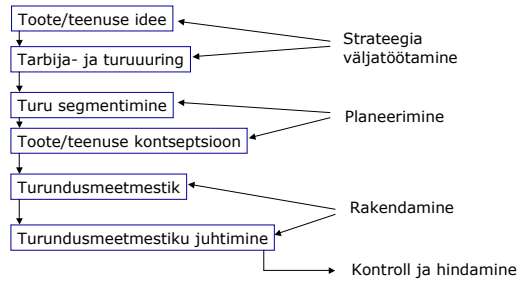 Toote/teenuse idee
Strateegia
väljatöötamine
Tarbija- ja turuuuring
Turu segmentimine
Planeerimine
Toote/teenuse kontseptsioon
Turundusmeetmestik
Rakendamine
Turundusmeetmestiku juhtimine
Kontroll ja hindamine